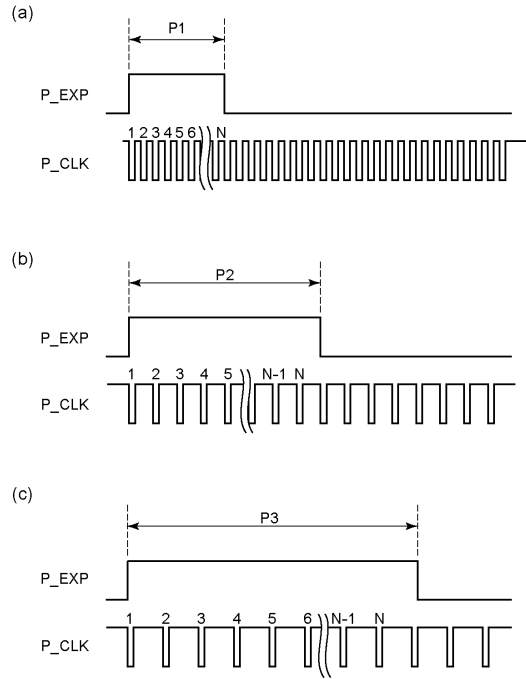 (a)
P1
P_EXP
1 2 3 4 5 6 N
P_CLK
(b)
P2
P_EXP
1 2 3 4 5 N-1 N
P_CLK
(c)
P3
P_EXP
1 2 3 4 5 6 N-1 N
P_CLK